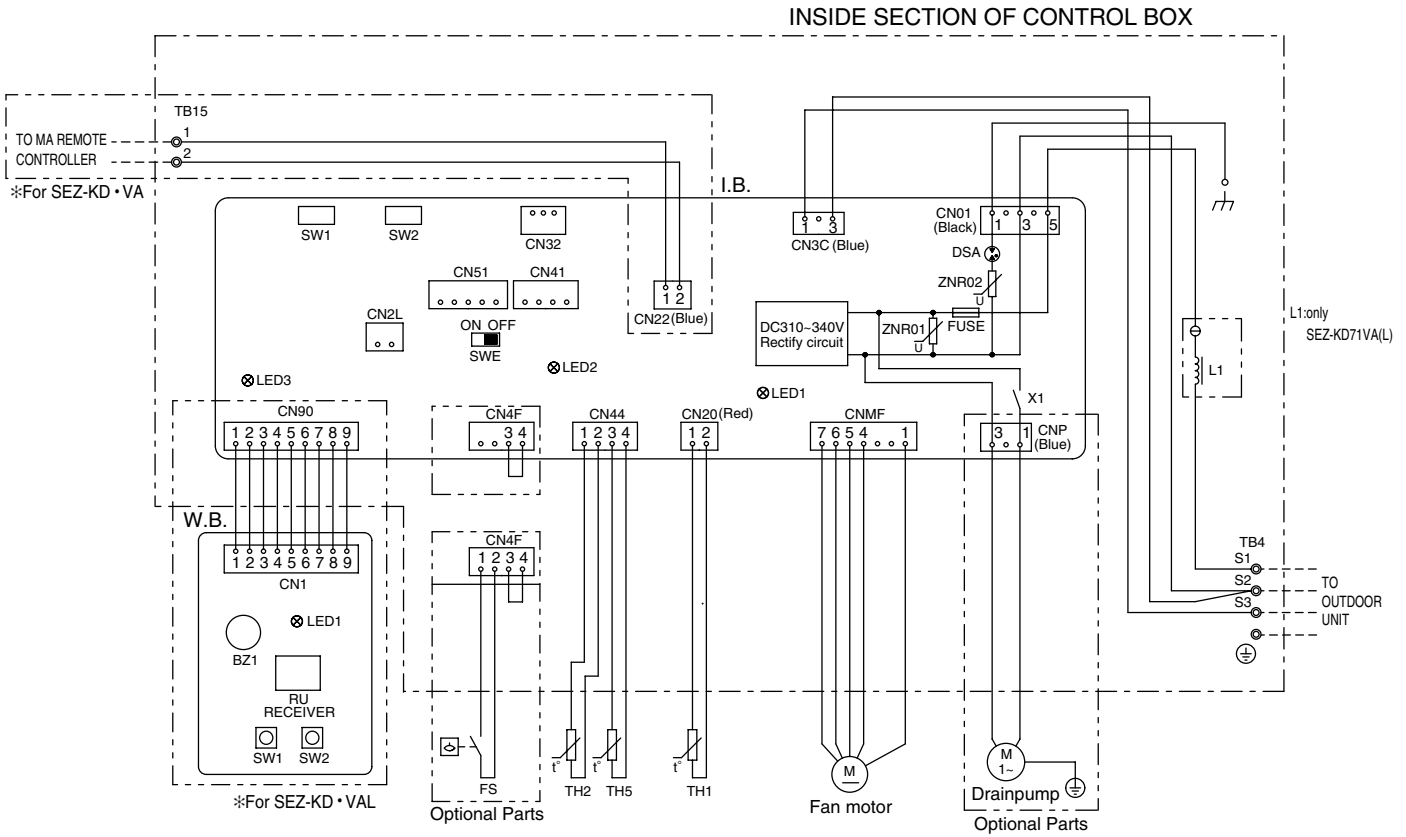 INSIDE SECTION OF CONTROL BOX
TB15
TO MA REMOTE
CONTROLLER
1
2
✻For SEZ-KD・VA
I.B.
SW1
SW2
CN32
CN51
CN41
CN2L
ON OFF
SWE
1 2
CN22 (Blue)
1 3
CN3C (Blue)
CN01
(Black)
1 3 5
DSA
ZNR02
U
ZNR01
U
FUSE
DC310~340V
Rectify circuit
L1:only
SEZ-KD71VA(L)
L1
LED3
LED2
LED1
X1
CN90
1 2 3 4 5 6 7 8 9
CN4F
3 4
CN44
1 2 3 4
CN20 (Red)
1 2
CNMF
7 6 5 4 1
3 1
CNP
(Blue)
W.B.
1 2 3 4 5 6 7 8 9
CN1
LED1
BZ1
RU
RECEIVER
SW1
SW2
✻For SEZ-KD・VAL
CN4F
1 2 3 4
FS
Optional Parts
t°
TH2
t°
TH5
t°
TH1
M
Fan motor
M
1~
Drainpump
Optional Parts
TB4
S1
S2
S3
TO
OUTDOOR
UNIT